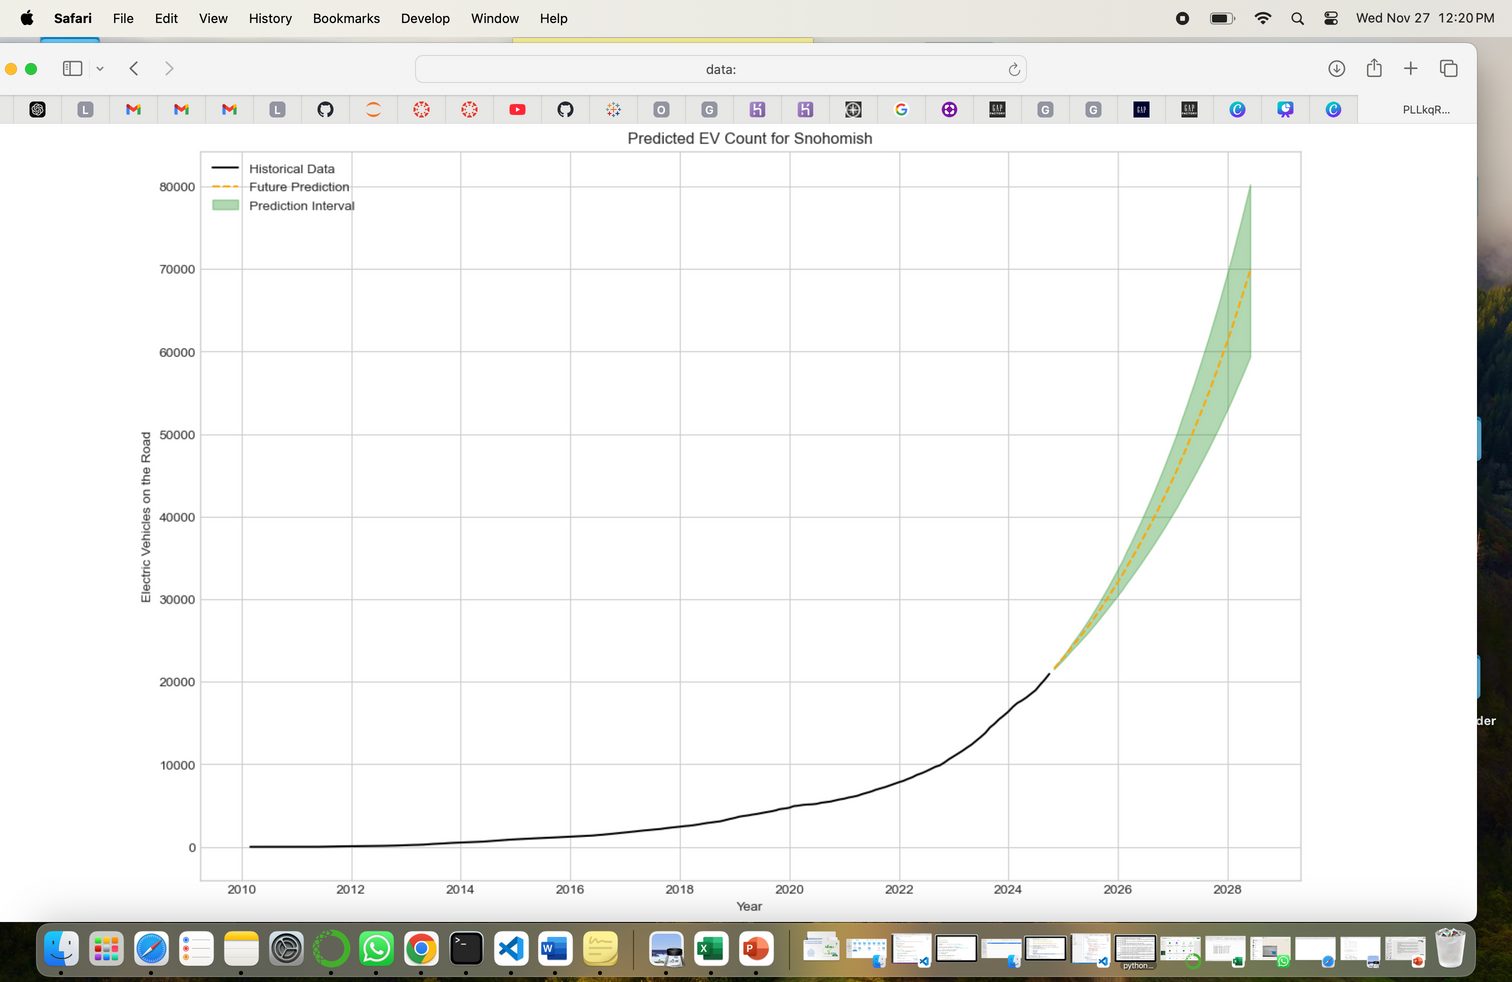 Safari File Edit View History Bookmarks Develop Window Help Wed Nov 27 12:20 PM
data:
PLLkqR...
Predicted EV Count for Snohomish
Historical Data
Future Prediction
Prediction Interval
80000
70000
60000
50000
40000
30000
20000
10000
0
Electric Vehicles on the Road
2010 2012 2014 2016 2018 2020 2022 2024 2026 2028
Year
der
python...